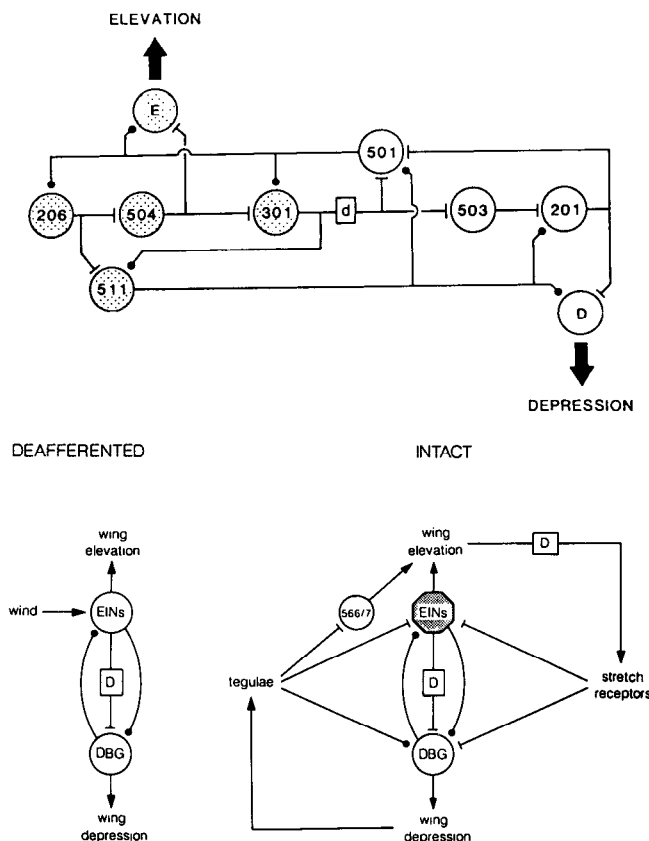 ELEVATION
E
501
206
504
301
d
503
201
511
D
DEPRESSION
DEAFFERENTED
INTACT
wing
elevation
wind
EINs
D
DBG
wing
depression
wing
elevation
D
566/7
EINs
tegulae
D
stretch
receptors
DBG
wing
depression